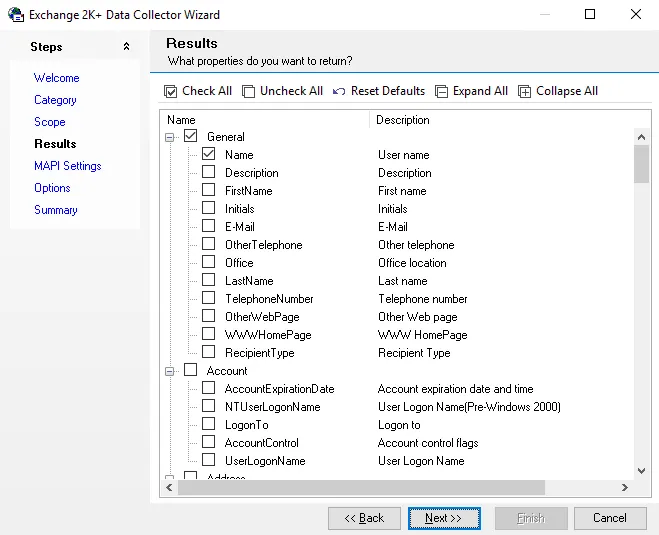 Exchange 2K+ Data Collector Wizard
Steps
Welcome
Category
Scope
Results
MAPI Settings
Options
Summary
Results
What properties do you want to return?
Check All Uncheck All Reset Defaults Expand All Collapse All
Name Description
General
Name User name
Description Description
FirstName First name
Initials Initials
E-Mail E-Mail
OtherTelephone Other telephone
Office Office location
LastName Last name
TelephoneNumber Telephone number
OtherWebPage Other Web page
WWWHomePage WWW HomePage
RecipientType Recipient Type
Account
AccountExpirationDate Account expiration date and time
NTUserLogonName User Logon Name(Pre-Windows 2000)
LogonTo Logon to
AccountControl Account control flags
UserLogonName User Logon Name
Address
<< Back Next >> Finish Cancel